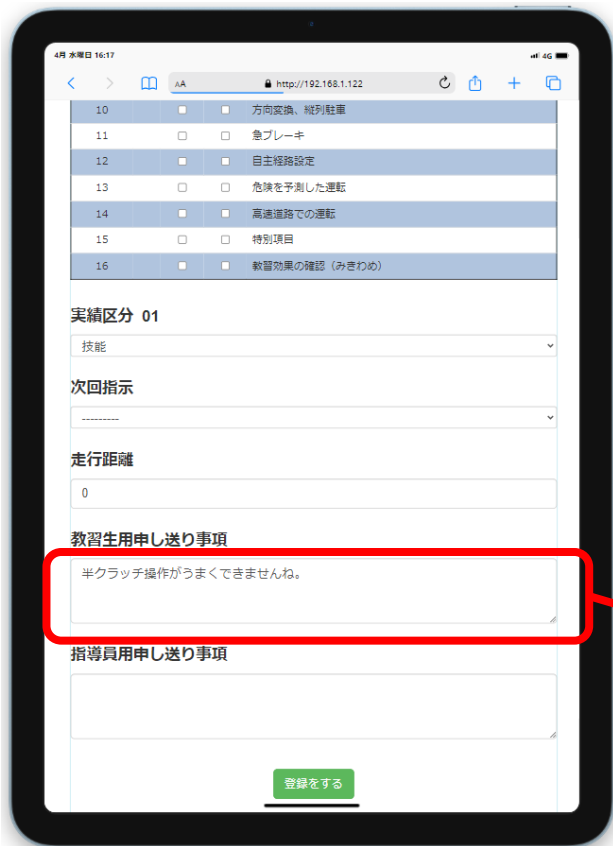 4月 水曜日 16:17
4G
AA
http://192.168.1.122
10 方向変換、縦列駐車
11 急ブレーキ
12 自主経路設定
13 危険を予測した運転
14 高速道路での運転
15 特別項目
16 教習効果の確認（みきわめ）
実績区分 01
技能
次回指示
---------
走行距離
0
教習生用申し送り事項
半クラッチ操作がうまくできませんね。
指導員用申し送り事項
登録をする